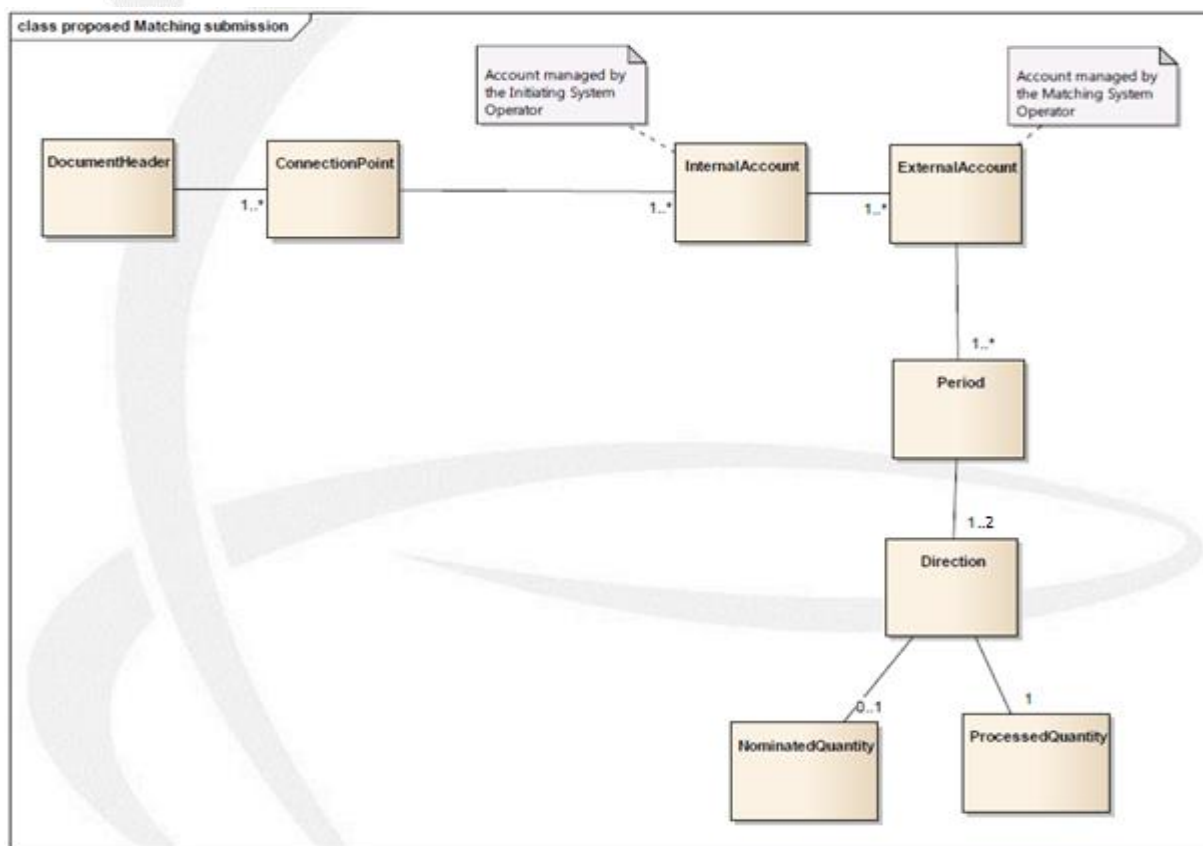 class proposed Matching submission
Account managed by
the Initiating System
Operator
Account managed by
the Matching System
Operator
DocumentHeader
ConnectionPoint
InternalAccount
ExternalAccount
1..*
1..*
1..*
1..*
Period
1..2
Direction
0..1
1
NominatedQuantity
ProcessedQuantity